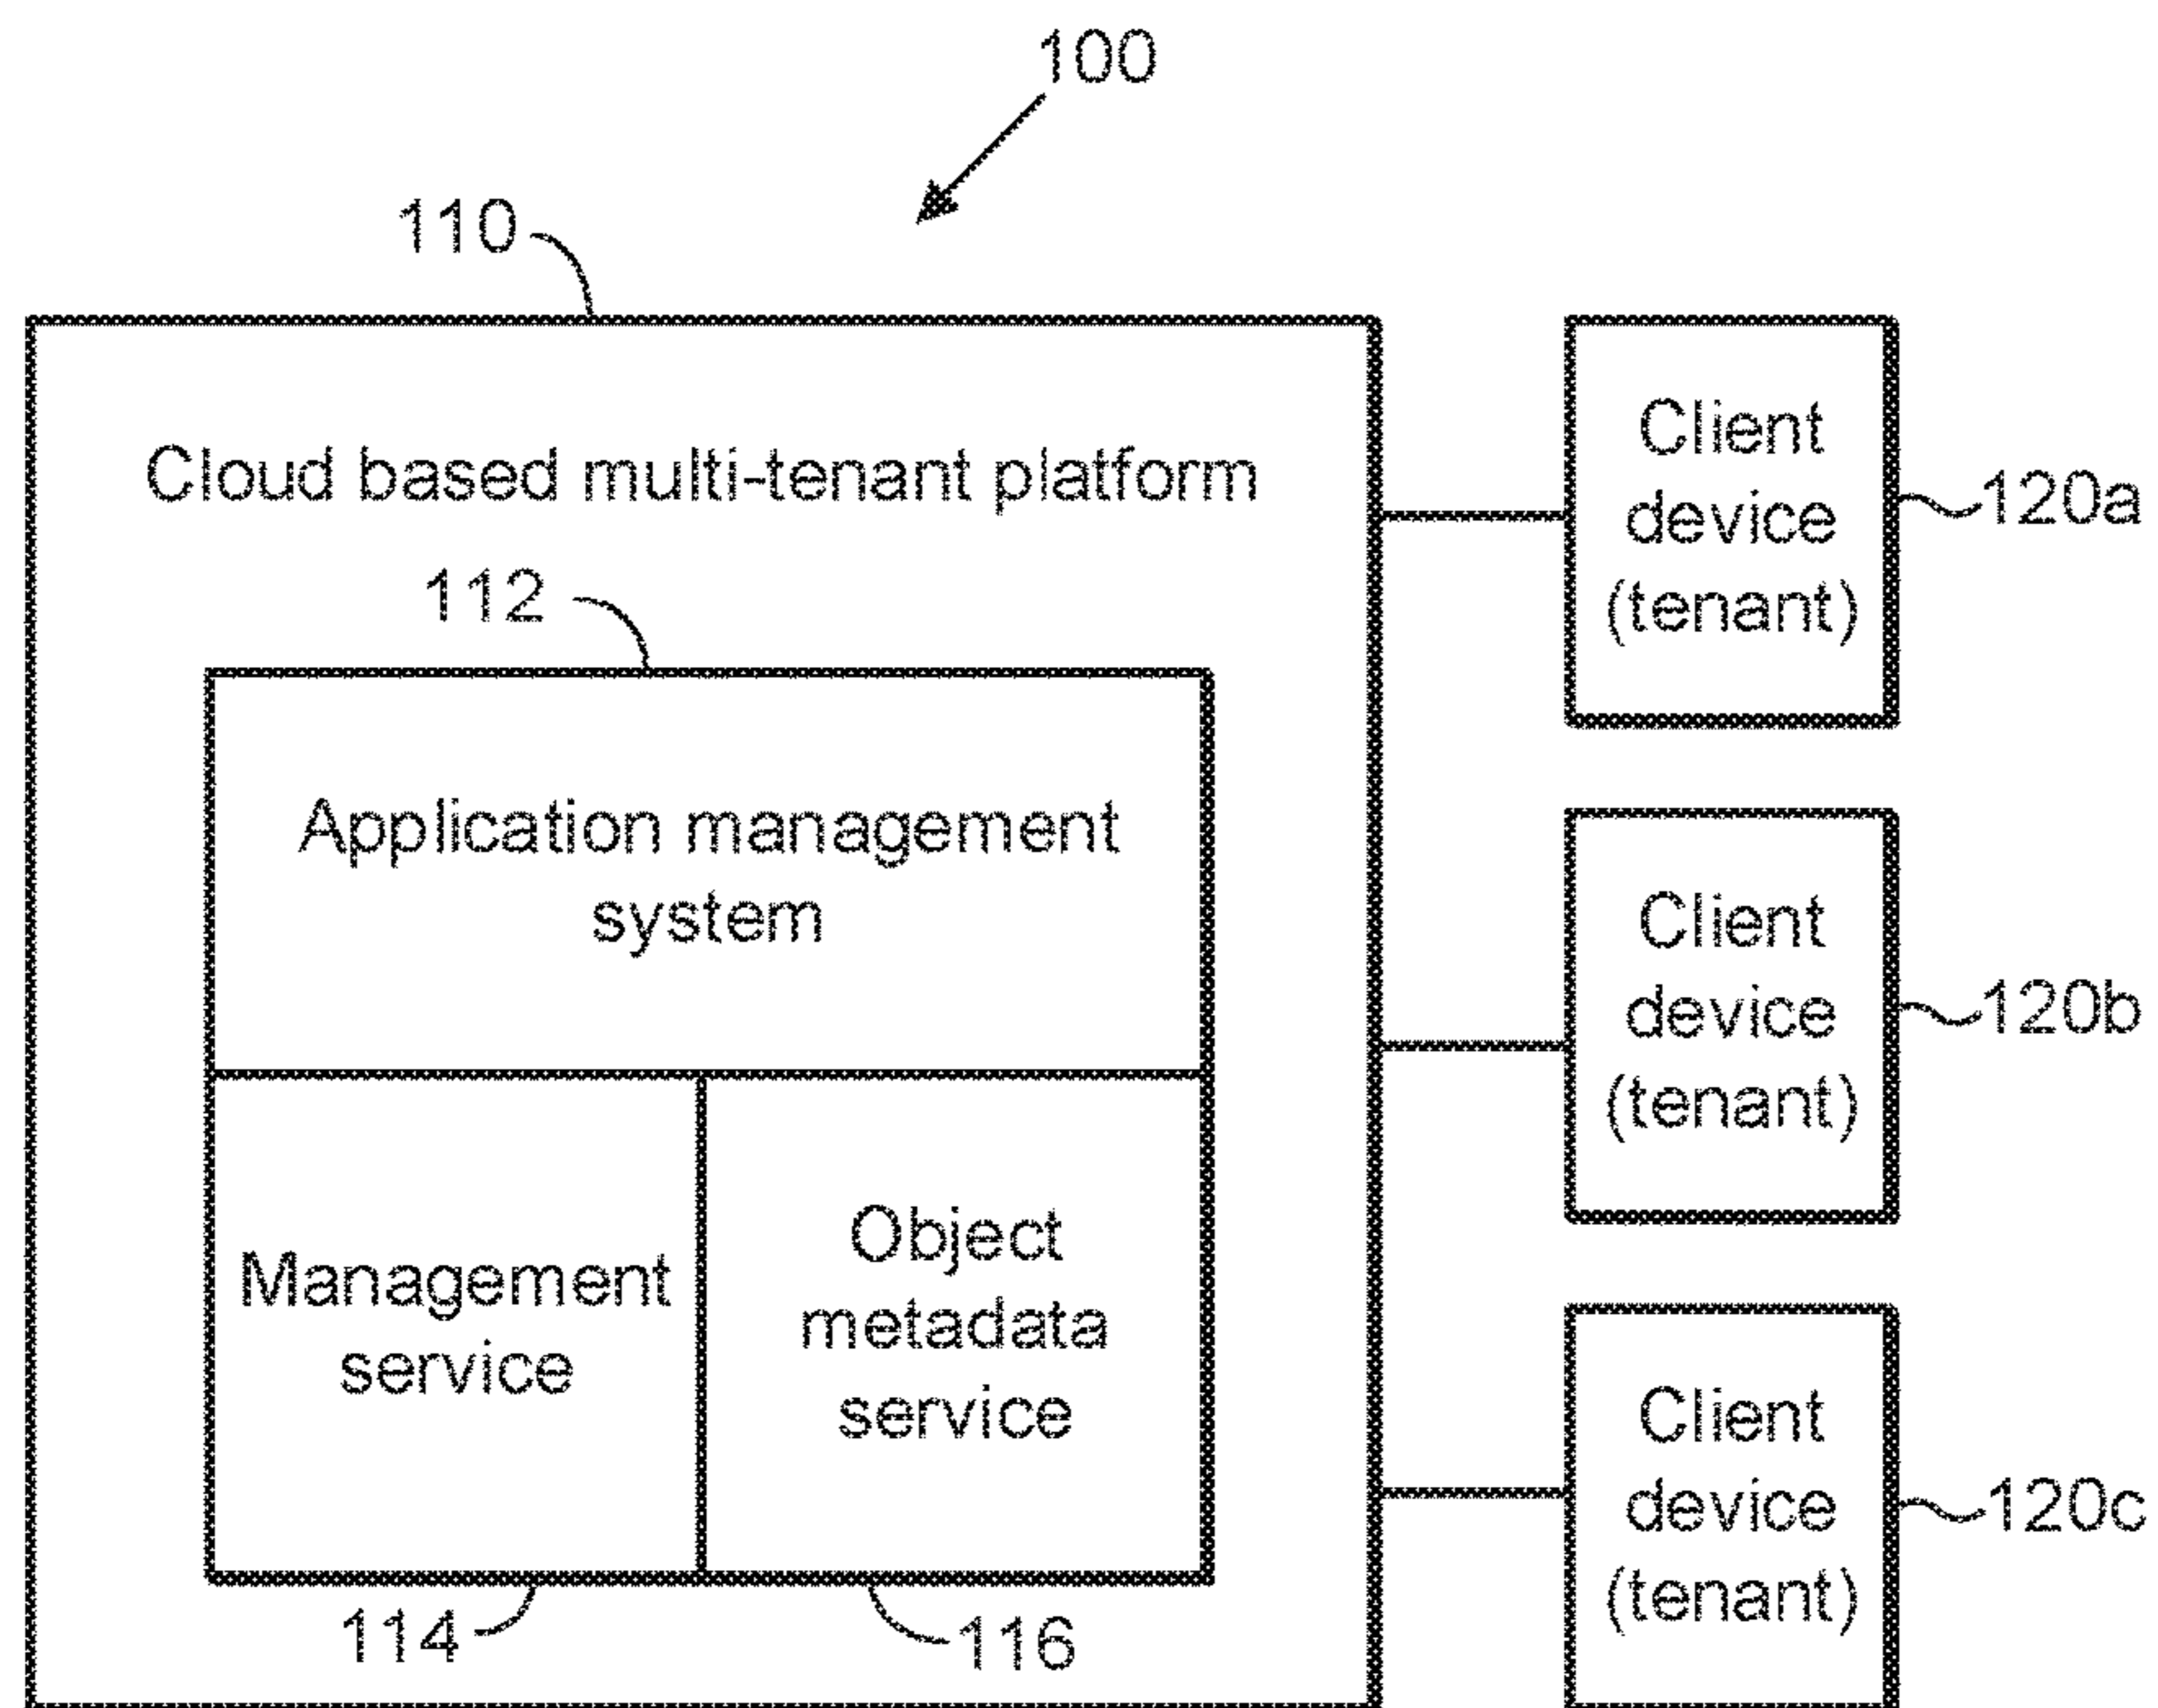 100
110
Cloud based multi-tenant platform
112
Application management
system
Management
service
Object
metadata
service
114
116
Client
device
(tenant)
120a
Client
device
(tenant)
120b
Client
device
(tenant)
120c